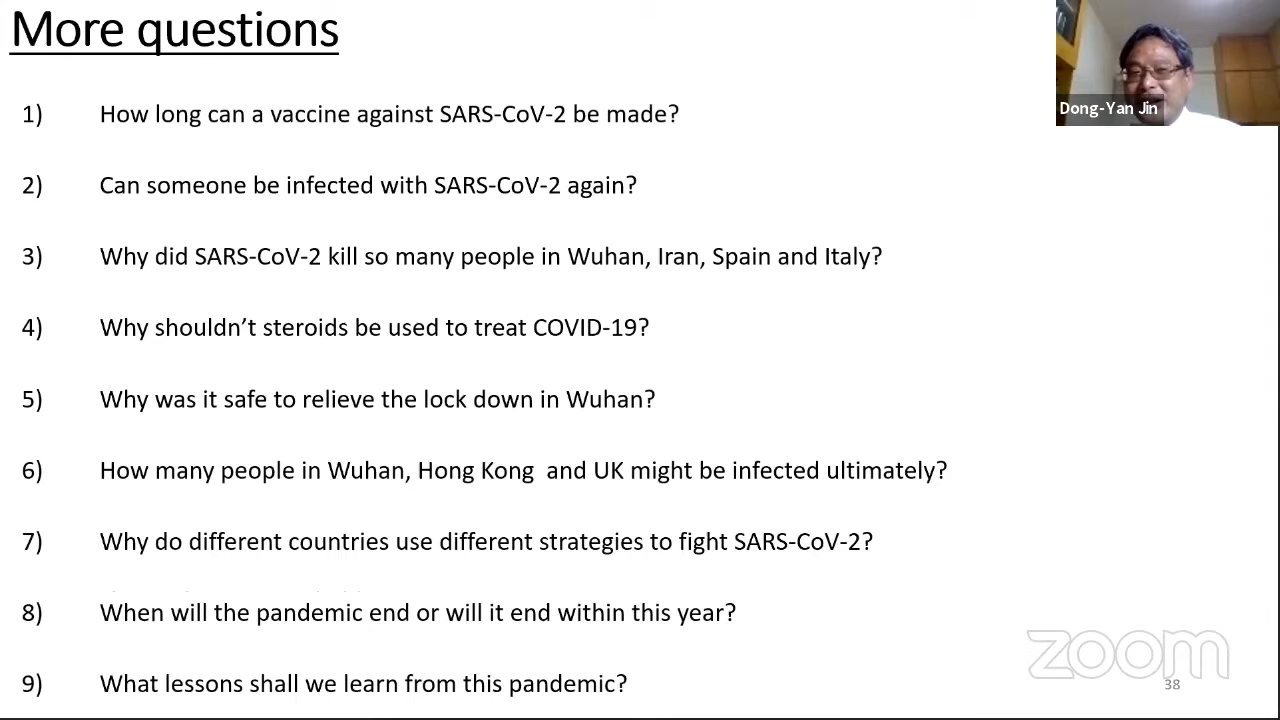 More questions
Dong-Yan Jin
1) How long can a vaccine against SARS-CoV-2 be made?
2) Can someone be infected with SARS-CoV-2 again?
3) Why did SARS-CoV-2 kill so many people in Wuhan, Iran, Spain and Italy?
4) Why shouldn’t steroids be used to treat COVID-19?
5) Why was it safe to relieve the lock down in Wuhan?
6) How many people in Wuhan, Hong Kong  and UK might be infected ultimately?
7) Why do different countries use different strategies to fight SARS-CoV-2?
8) When will the pandemic end or will it end within this year?
9) What lessons shall we learn from this pandemic?
zoom
38